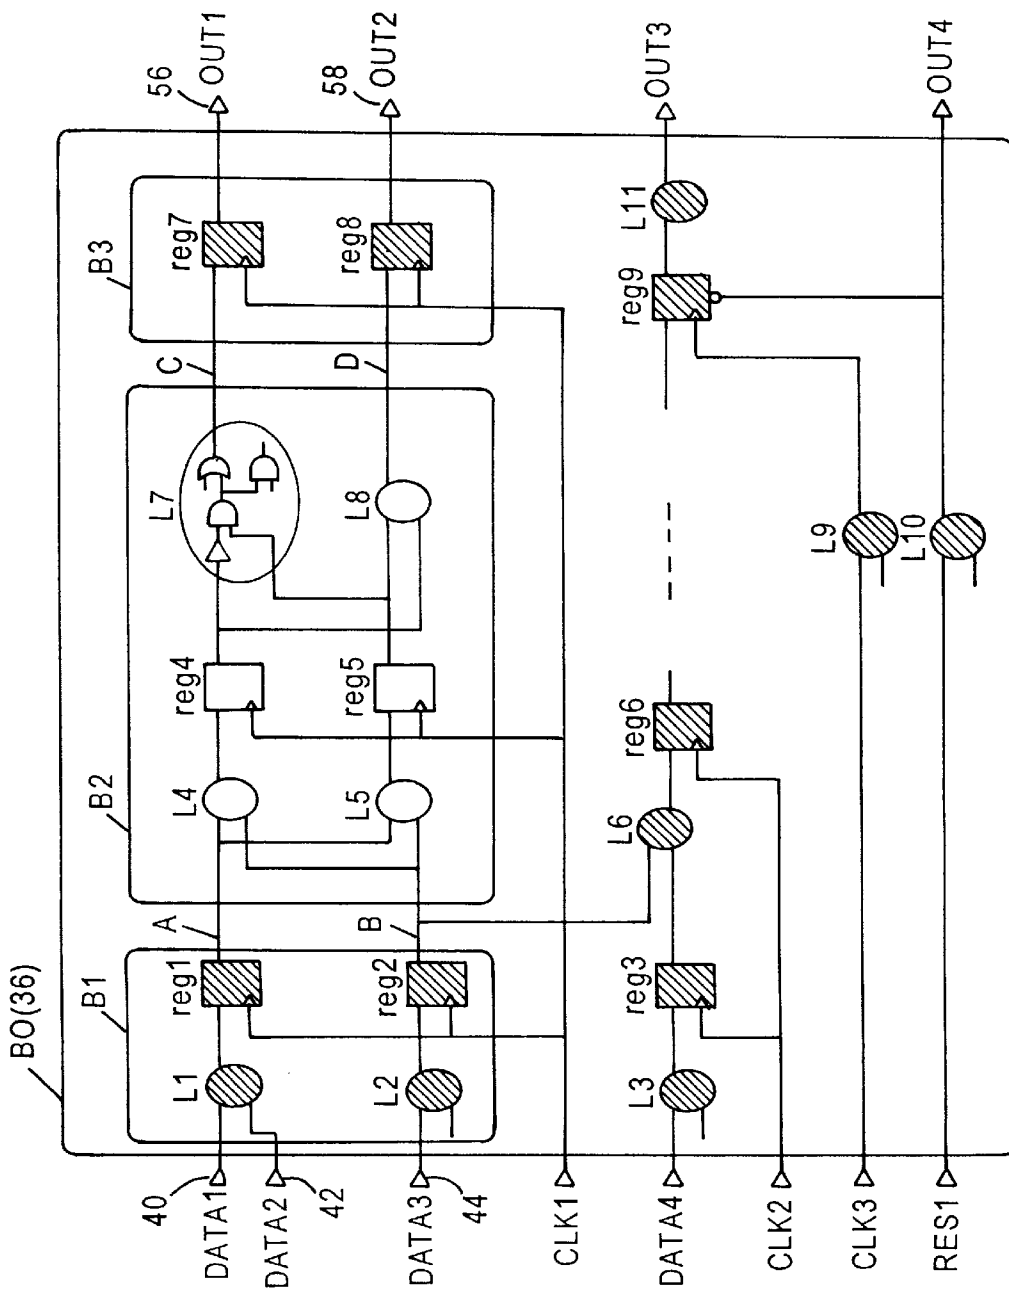 BO(36)
B1
B2
B3
40
DATA1
DATA2
42
DATA3
44
CLK1
DATA4
CLK2
CLK3
RES1
L1
reg1
A
L4
reg4
L7
C
reg7
56
OUT1
L2
reg2
B
L5
reg5
L8
D
reg8
58
OUT2
L3
reg3
L6
reg6
reg9
L11
OUT3
L9
L10
OUT4